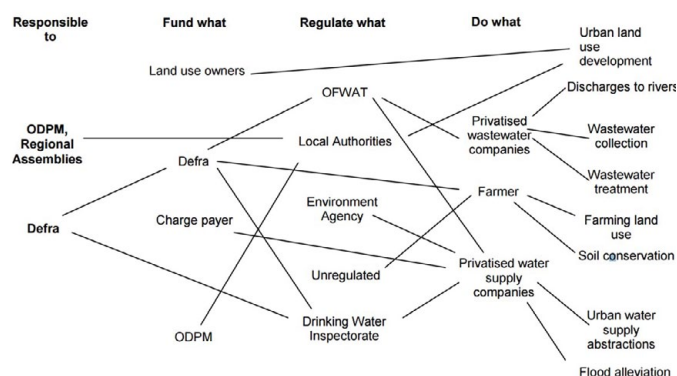 Responsible
to
Fund what
Regulate what
Do what
Urban land
use
development
Land use owners
OFWAT
Discharges to rivers
ODPM,
Regional
Assemblies
Local Authorities
Privatised
wastewater
companies
Wastewater
collection
Defra
Wastewater
treatment
Farmer
Defra
Charge payer
Environment
Agency
Farming land
use
Unregulated
Privatised water
supply
companies
Soil conservation
ODPM
Drinking Water
Inspectorate
Urban water
supply
abstractions
Flood alleviation